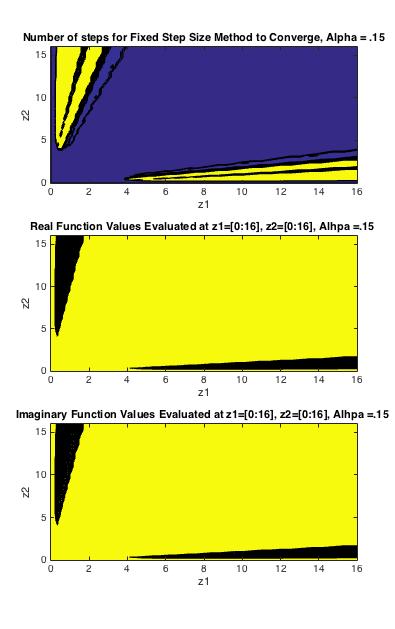 Number of steps for Fixed Step Size Method to Converge, Alpha = .15
15
10
5
0
z2
0 2 4 6 8 10 12 14 16
z1
Real Function Values Evaluated at z1=[0:16], z2=[0:16], Alhpa =.15
15
10
5
0
z2
0 2 4 6 8 10 12 14 16
z1
Imaginary Function Values Evaluated at z1=[0:16], z2=[0:16], Alhpa =.15
15
10
5
0
z2
0 2 4 6 8 10 12 14 16
z1